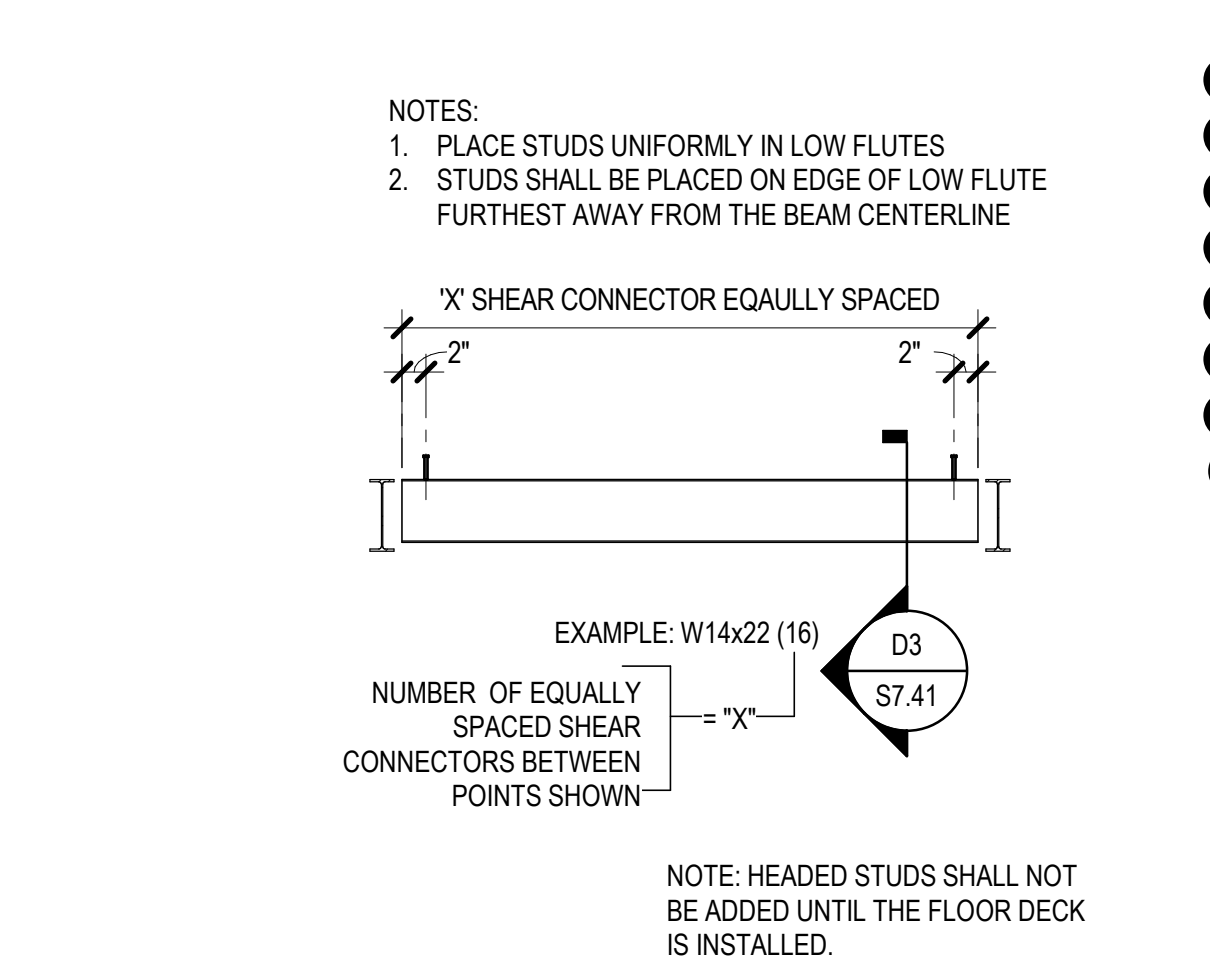 NOTES:
1. PLACE STUDS UNIFORMLY IN LOW FLUTES
2. STUDS SHALL BE PLACED ON EDGE OF LOW FLUTE
FURTHEST AWAY FROM THE BEAM CENTERLINE
'X' SHEAR CONNECTOR EQAULLY SPACED
2"
2"
EXAMPLE: W14x22 (16)
D3
S7.41
NUMBER OF EQUALLY
SPACED SHEAR
CONNECTORS BETWEEN
POINTS SHOWN
= "X"
NOTE: HEADED STUDS SHALL NOT
BE ADDED UNTIL THE FLOOR DECK
IS INSTALLED.